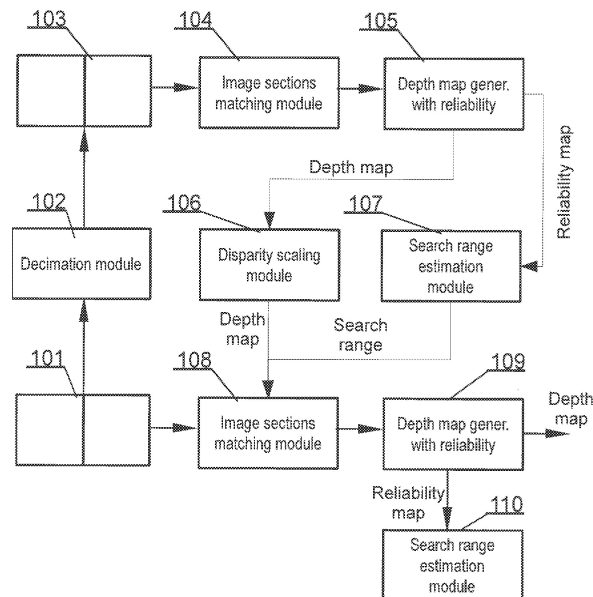 103
104
105
Image sections
matching module
Depth map gener.
with reliability
Depth map
Reliability map
102
106
107
Decimation module
Disparity scaling
module
Search range
estimation
module
Depth
map
Search
range
101
108
109
Image sections
matching module
Depth map gener.
with reliability
Depth
map
Reliability
map
110
Search range
estimation
module